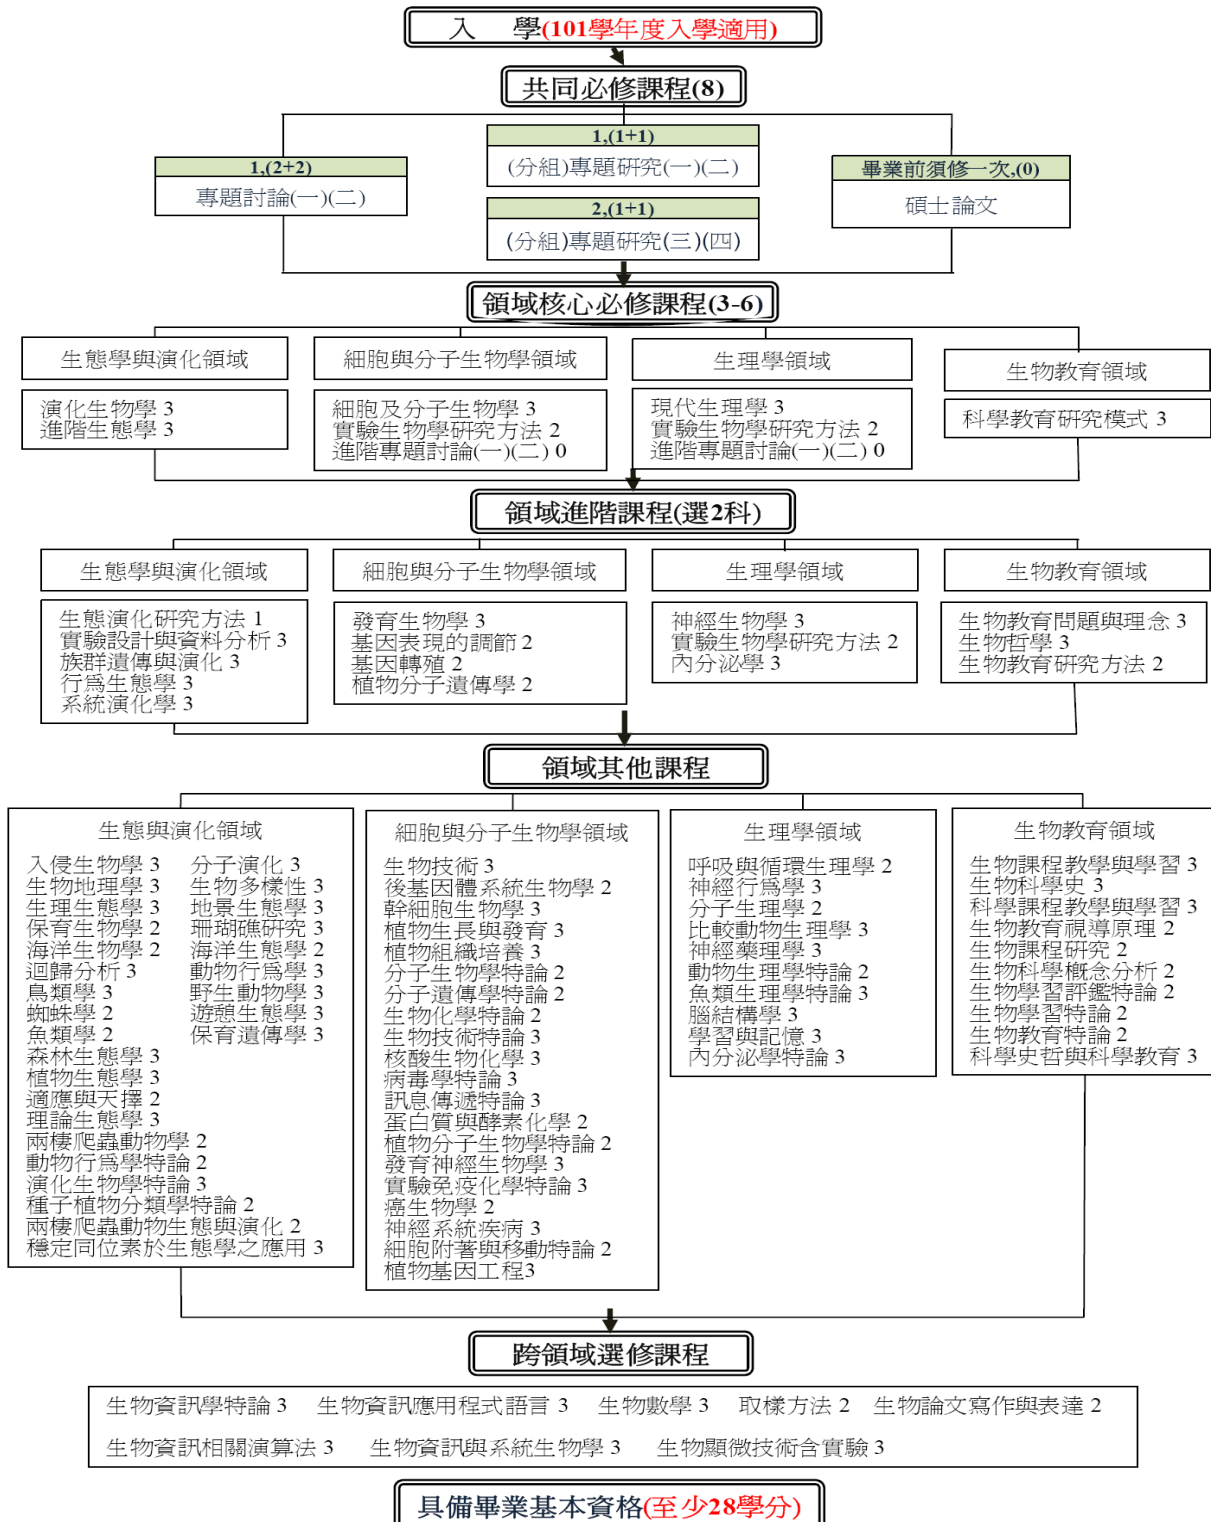 入　學(101學年度入學適用)
共同必修課程(8)
1,(2+2)
專題討論(一)(二)
1,(1+1)
(分組)專題研究(一)(二)
2,(1+1)
(分組)專題研究(三)(四)
畢業前須修一次,(0)
碩士論文
領域核心必修課程(3-6)
生態學與演化領域
演化生物學 3
進階生態學 3
細胞與分子生物學領域
細胞及分子生物學 3
實驗生物學研究方法 2
進階專題討論(一)(二) 0
生理學領域
現代生理學 3
實驗生物學研究方法 2
進階專題討論(一)(二) 0
生物教育領域
科學教育研究模式 3
領域進階課程(選2科)
生態學與演化領域
生態演化研究方法 1
實驗設計與資料分析 3
族群遺傳與演化 3
行為生態學 3
系統演化學 3
細胞與分子生物學領域
發育生物學 3
基因表現的調節 2
基因轉殖 2
植物分子遺傳學 2
生理學領域
神經生物學 3
實驗生物學研究方法 2
內分泌學 3
生物教育領域
生物教育問題與理念 3
生物哲學 3
生物教育研究方法 2
領域其他課程
生態與演化領域
入侵生物學 3　分子演化 3
生物地理學 3　生物多樣性 3
生理生態學 3　地景生態學 3
保育生物學 2　珊瑚礁研究 3
海洋生物學 2　海洋生態學 2
迴歸分析 3　動物行為學 3
鳥類學 3　野生動物學 3
蜘蛛學 2　遊憩生態學 3
魚類學 2　保育遺傳學 3
森林生態學 3
植物生態學 3
適應與天擇 2
理論生態學 3
兩棲爬蟲動物學 2
動物行為學特論 2
演化生物學特論 3
種子植物分類學特論 2
兩棲爬蟲動物生態與演化 2
穩定同位素於生態學之應用 3
細胞與分子生物學領域
生物技術 3
後基因體系統生物學 2
幹細胞生物學 3
植物生長與發育 3
植物組織培養 3
分子生物學特論 2
分子遺傳學特論 2
生物化學特論 2
生物技術特論 3
核酸生物化學 3
病毒學特論 3
訊息傳遞特論 3
蛋白質與酵素化學 2
植物分子生物學特論 2
發育神經生物學 3
實驗免疫化學特論 3
癌生物學 2
神經系統疾病 3
細胞附著與移動特論 2
植物基因工程3
生理學領域
呼吸與循環生理學 2
神經行為學 3
分子生理學 2
比較動物生理學 3
神經藥理學 3
動物生理學特論 2
魚類生理學特論 3
腦結構學 3
學習與記憶 3
內分泌學特論 3
生物教育領域
生物課程教學與學習 3
生物科學史 3
科學課程教學與學習 3
生物教育視導原理 2
生物課程研究 2
生物科學概念分析 2
生物學習評鑑特論 2
生物學習特論 2
生物教育特論 2
科學史哲與科學教育 3
跨領域選修課程
生物資訊學特論 3　生物資訊應用程式語言 3　生物數學 3　取樣方法 2　生物論文寫作與表達 2
生物資訊相關演算法 3　生物資訊與系統生物學 3　生物顯微技術含實驗 3
具備畢業基本資格(至少28學分)